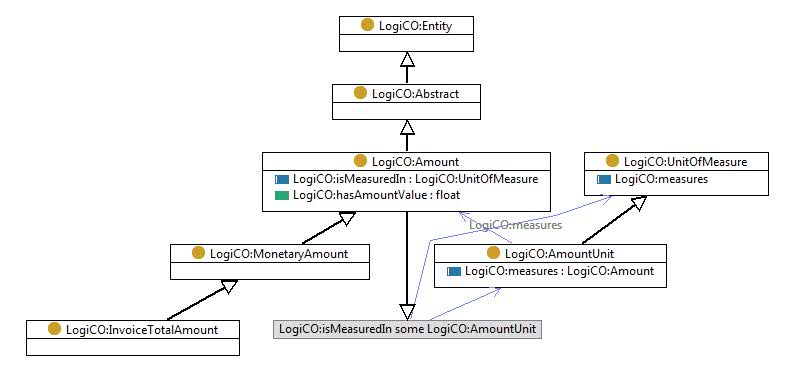 LogiCO:Entity
LogiCO:Abstract
LogiCO:Amount
LogiCO:isMeasuredIn : LogiCO:UnitOfMeasure
LogiCO:hasAmountValue : float
LogiCO:UnitOfMeasure
LogiCO:measures
LogiCO:measures
LogiCO:MonetaryAmount
LogiCO:AmountUnit
LogiCO:measures : LogiCO:Amount
LogiCO:InvoiceTotalAmount
LogiCO:isMeasuredIn some LogiCO:AmountUnit